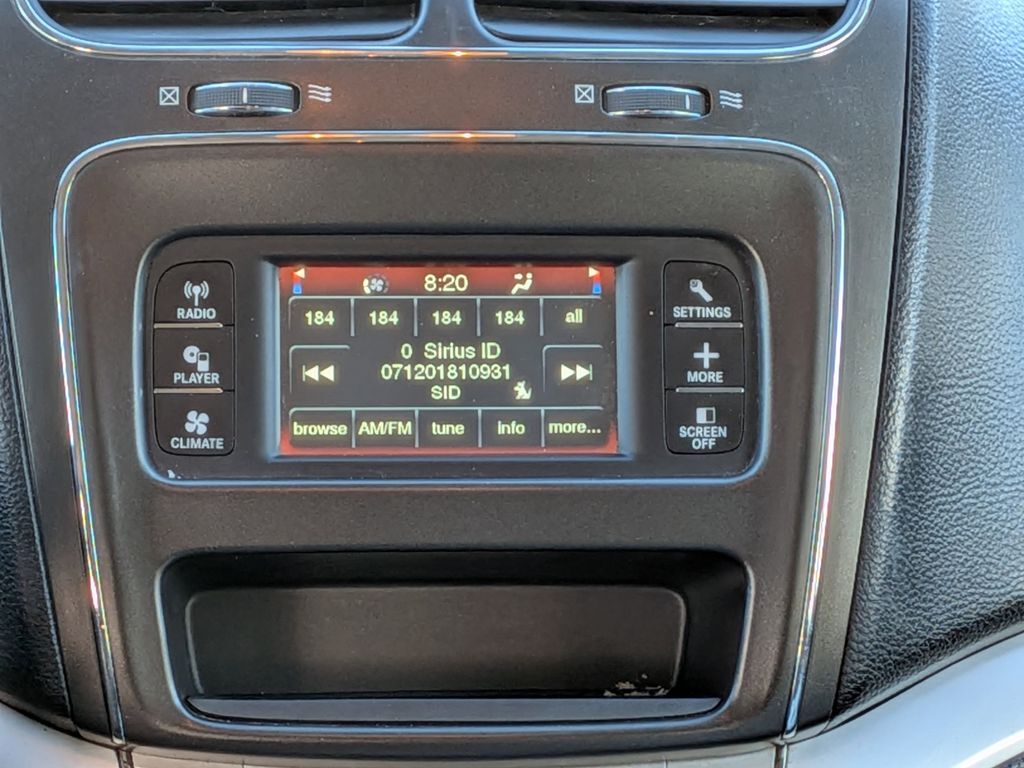 8:20
184 184 184 184 all
0 Sirius ID
071201810931
SID
browse AM/FM tune info more...
RADIO
PLAYER
CLIMATE
SETTINGS
MORE
SCREEN
OFF